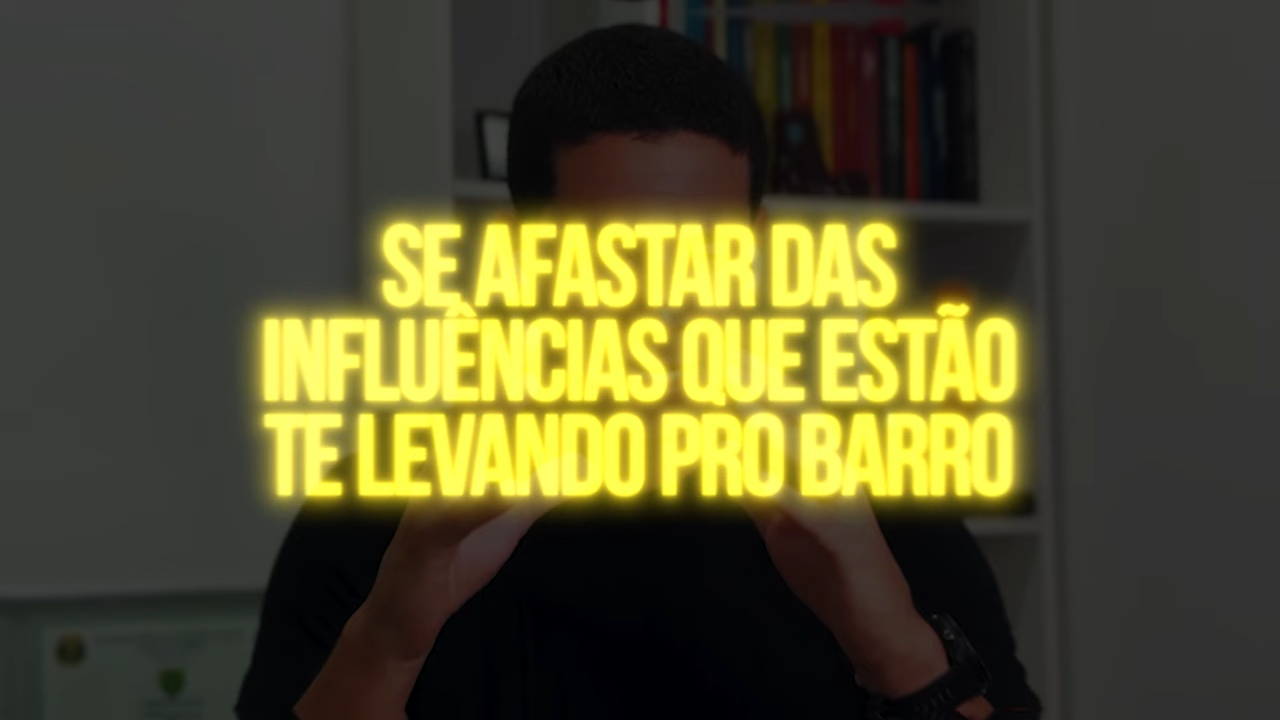 SE AFASTAR DAS
INFLUÊNCIAS QUE ESTÃO
TE LEVANDO PRO BARRO